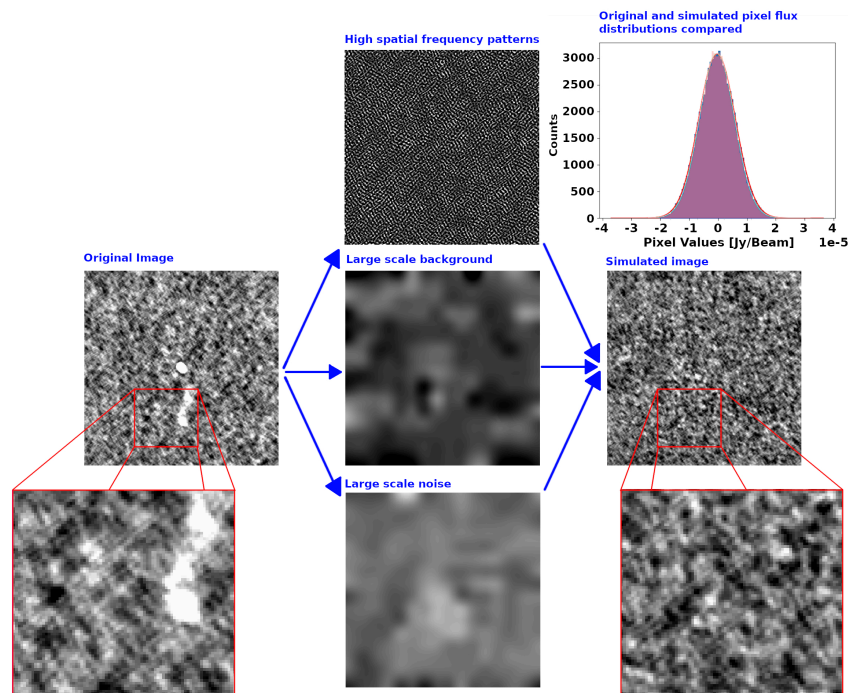 Original and simulated pixel flux
distributions compared
High spatial frequency patterns
3000
2500
2000
1500
1000
500
0
Counts
-4 -3 -2 -1 0 1 2 3 4
Pixel Values [Jy/Beam] 1e-5
Original Image
Large scale background
Simulated image
Large scale noise